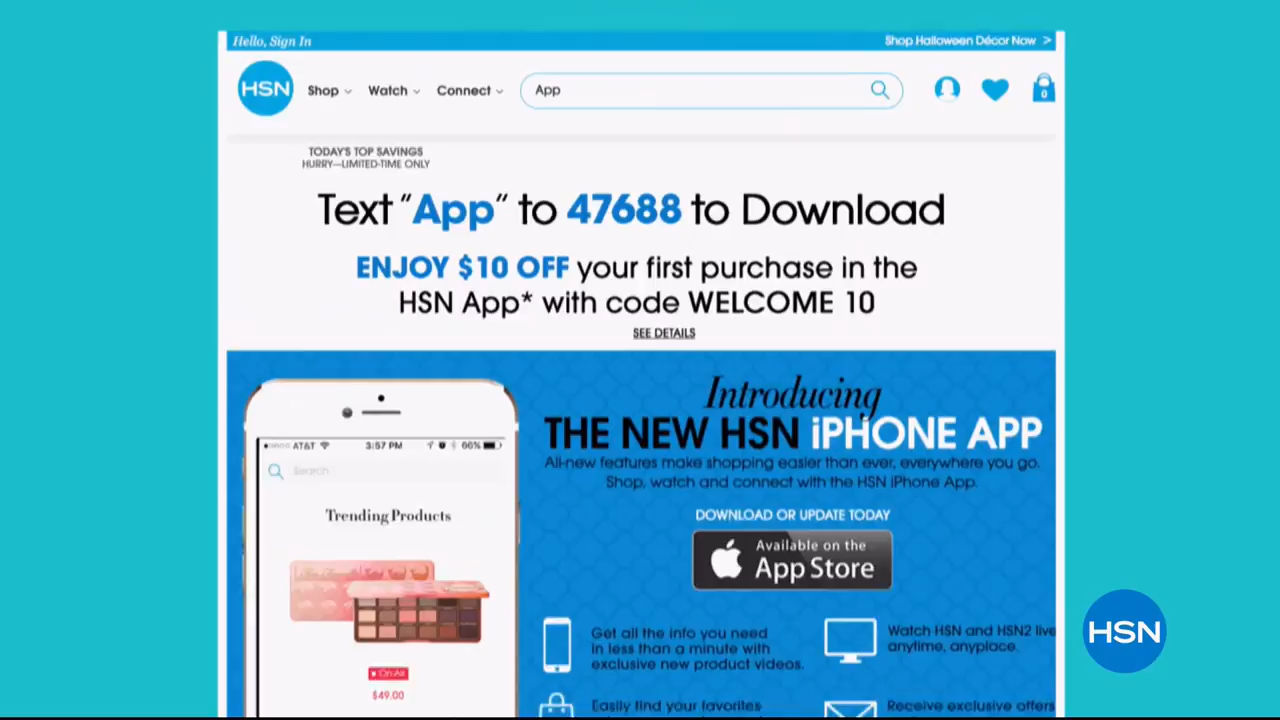 Hello, Sign In
Shop Halloween Décor Now >
HSN
Shop
Watch
Connect
App
0
TODAY'S TOP SAVINGS
HURRY—LIMITED-TIME ONLY
Text “App” to 47688 to Download
ENJOY $10 OFF your first purchase in the
HSN App* with code WELCOME 10
SEE DETAILS
Introducing
THE NEW HSN iPHONE APP
All-new features make shopping easier than ever, everywhere you go.
Shop, watch and connect with the HSN iPhone App.
DOWNLOAD OR UPDATE TODAY
Available on the
App Store
AT&T
3:57 PM
66%
Search
Trending Products
On Air
$49.00
Get all the info you need
in less than a minute with
exclusive new product videos.
Watch HSN and HSN2 live
anytime, anyplace.
Easily find your favorites
Receive exclusive offers
HSN